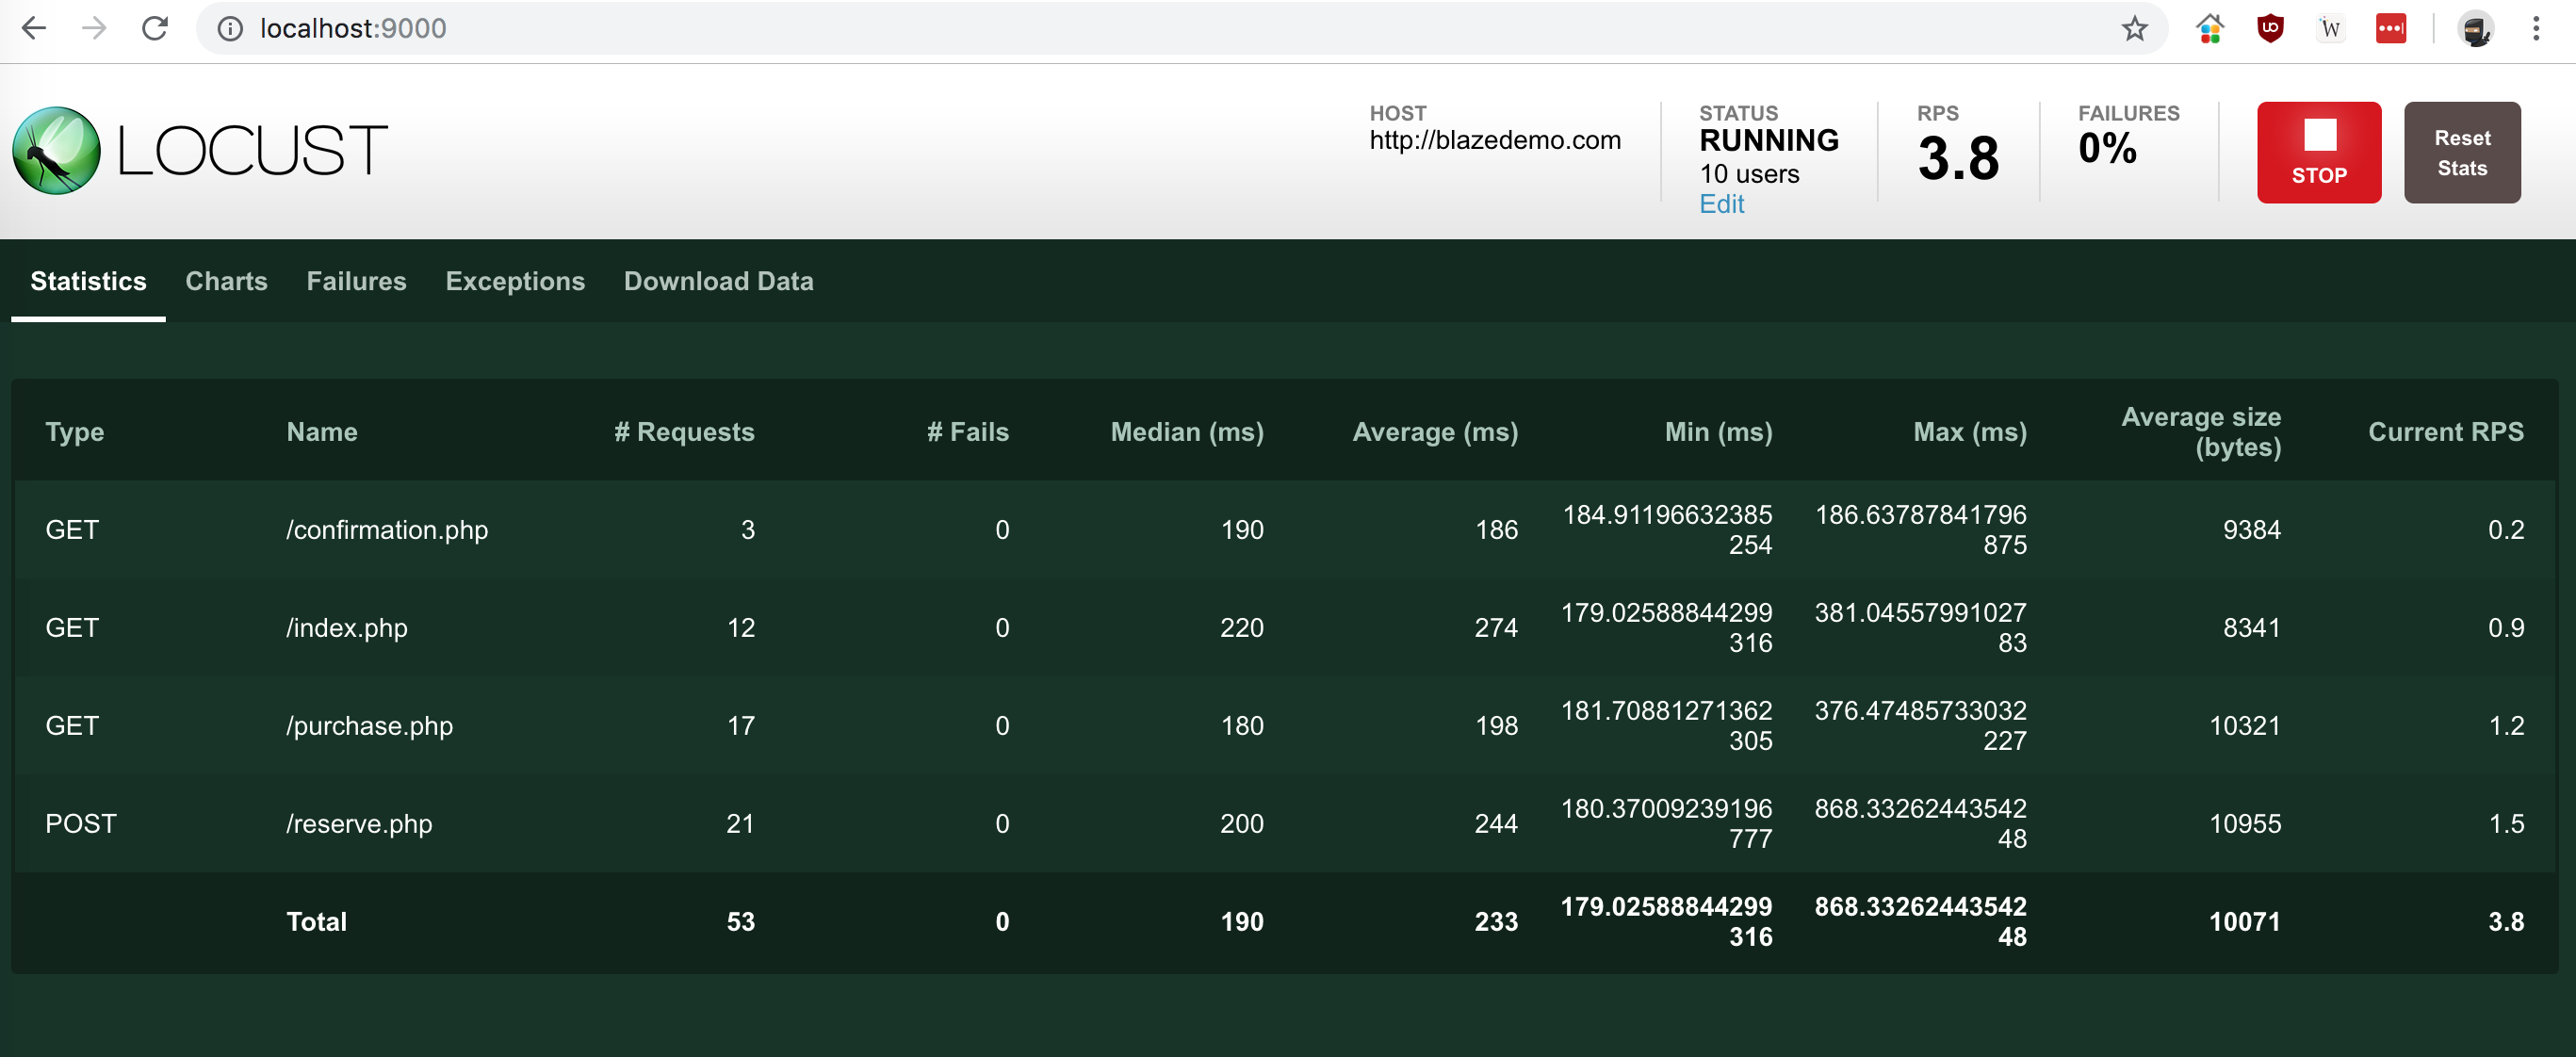 localhost:9000
LOCUST
HOST
http://blazedemo.com
STATUS
RUNNING
10 users
Edit
RPS
3.8
FAILURES
0%
STOP
Reset
Stats
Statistics Charts Failures Exceptions Download Data
Type Name # Requests # Fails Median (ms) Average (ms) Min (ms) Max (ms) Average size (bytes) Current RPS
GET /confirmation.php 3 0 190 186 184.91196632385254 186.63787841796875 9384 0.2
GET /index.php 12 0 220 274 179.02588844299316 381.0455799102783 8341 0.9
GET /purchase.php 17 0 180 198 181.70881271362305 376.47485733032227 10321 1.2
POST /reserve.php 21 0 200 244 180.37009239196777 868.3326244354248 10955 1.5
Total 53 0 190 233 179.02588844299316 868.3326244354248 10071 3.8